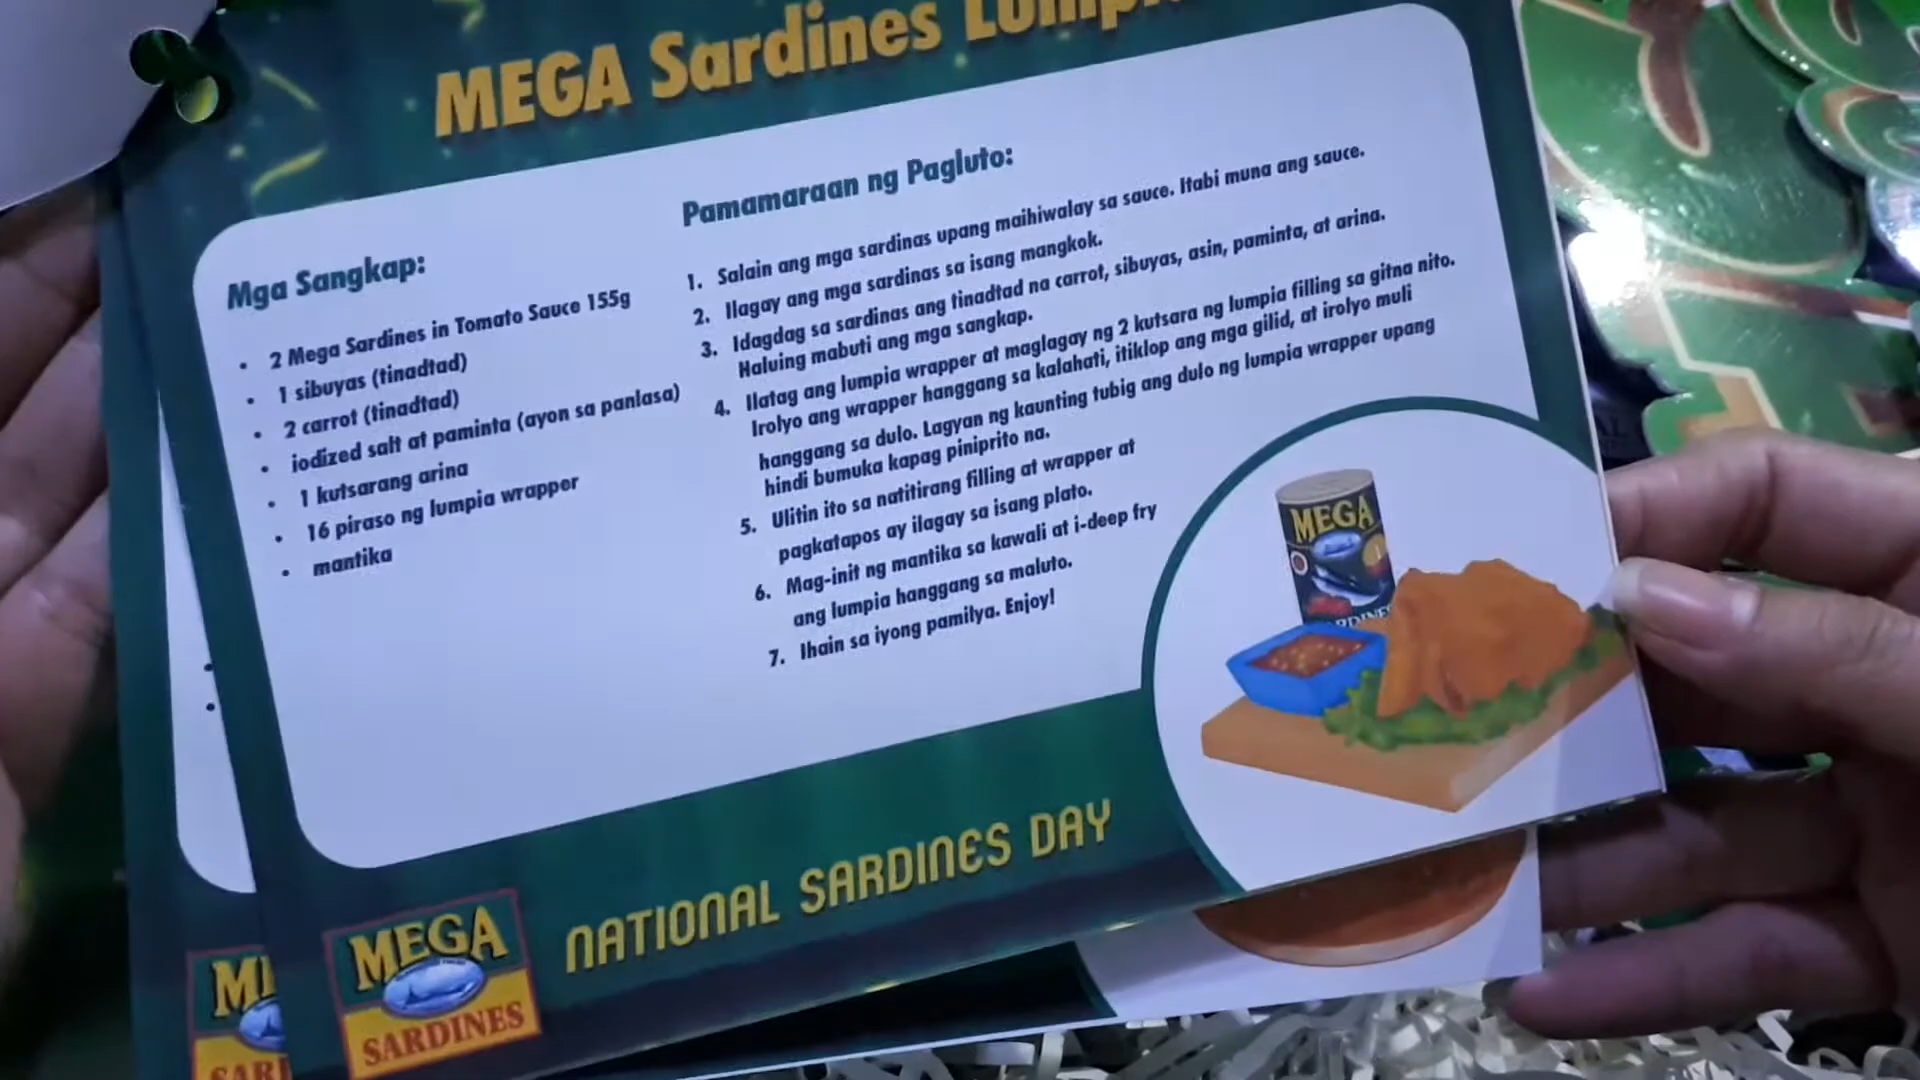 MEGA Sardines
Mga Sangkap:
• 2 Mega Sardines in Tomato Sauce 155g
• 1 sibuyas (tinadtad)
• 2 carrot (tinadtad)
• iodized salt at paminta (ayon sa panlasa)
• 1 kutsarang arina
• 16 piraso ng lumpia wrapper
• mantika
Pamamaraan ng Pagluto:
1. Salain ang mga sardinas upang maihiwalay sa sauce. Itabi muna ang sauce.
2. Ilagay ang mga sardinas sa isang mangkok.
3. Idagdag sa sardinas ang tinadtad na carrot, sibuyas, asin, paminta, at arina.
Haluing mabuti ang mga sangkap.
4. Ilatag ang lumpia wrapper at maglagay ng 2 kutsara ng lumpia filling sa gitna nito.
Irolyo ang wrapper hanggang sa kalahati, itiklop ang mga gilid, at irolyo muli
hanggang sa dulo. Lagyan ng kaunting tubig ang dulo ng lumpia wrapper upang
hindi bumuka kapag piniprito na.
5. Ulitin ito sa natitirang filling at wrapper at
pagkatapos ay ilagay sa isang plato.
6. Mag-init ng mantika sa kawali at i-deep fry
ang lumpia hanggang sa maluto.
7. Ihain sa iyong pamilya. Enjoy!
MEGA
NATIONAL SARDINES DAY
MEGA
SARDINES